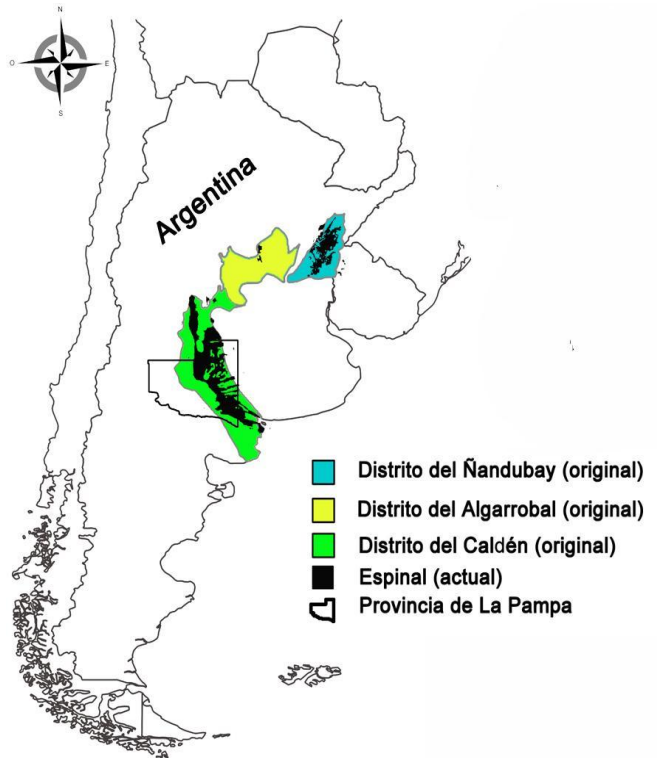 N
O
E
S
Argentina
Distrito del Ñandubay (original)
Distrito del Algarrobal (original)
Distrito del Caldén (original)
Espinal (actual)
Provincia de La Pampa